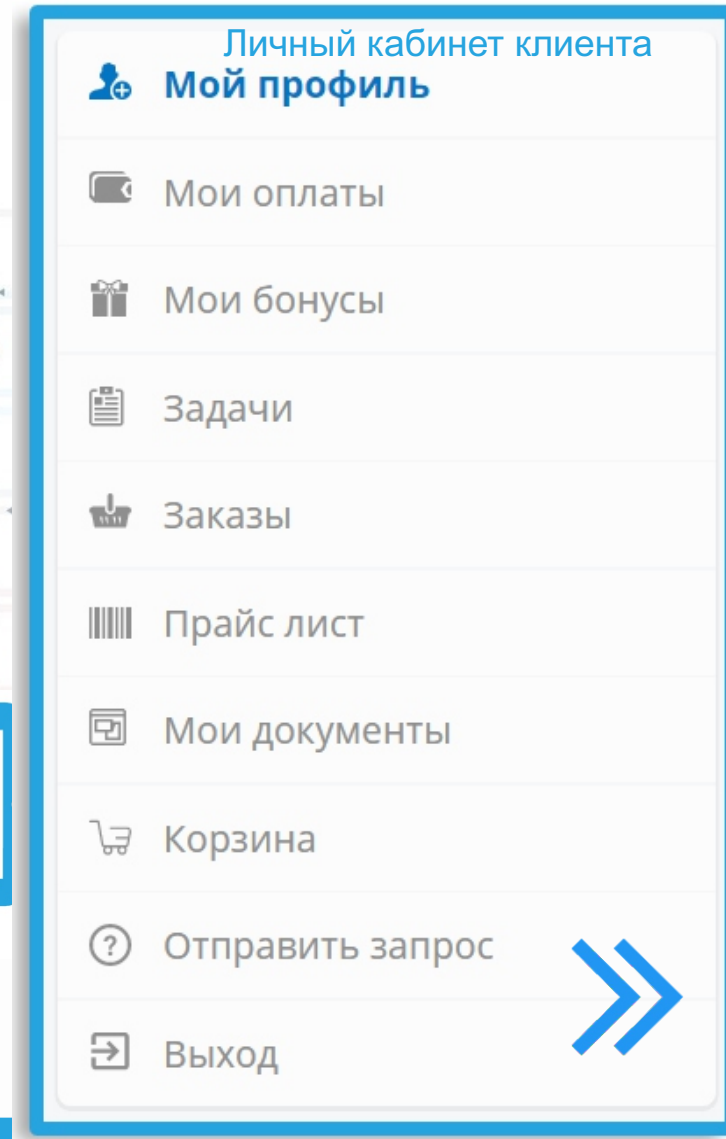 Личный кабинет клиента
Мой профиль
Мои оплаты
Мои бонусы
Задачи
Заказы
Прайс лист
Мои документы
Корзина
Отправить запрос
Выход